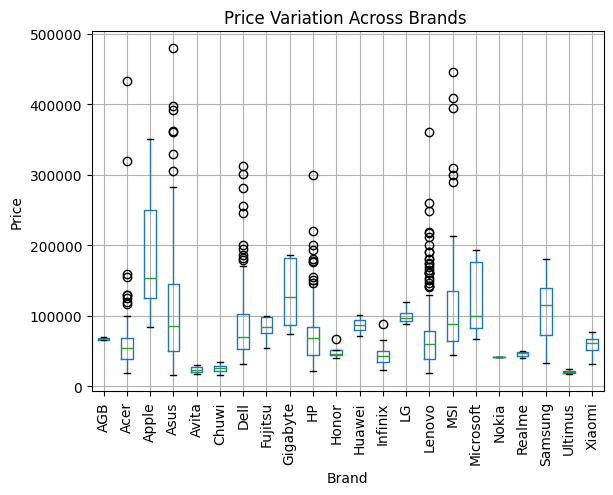 Price Variation Across Brands
500000
400000
300000
200000
100000
0
Price
AGB
Acer
Apple
Asus
Avita
Chuwi
Dell
Fujitsu
Gigabyte
HP
Honor
Huawei
Infinix
LG
Lenovo
MSI
Microsoft
Nokia
Realme
Samsung
Ultimus
Xiaomi
Brand